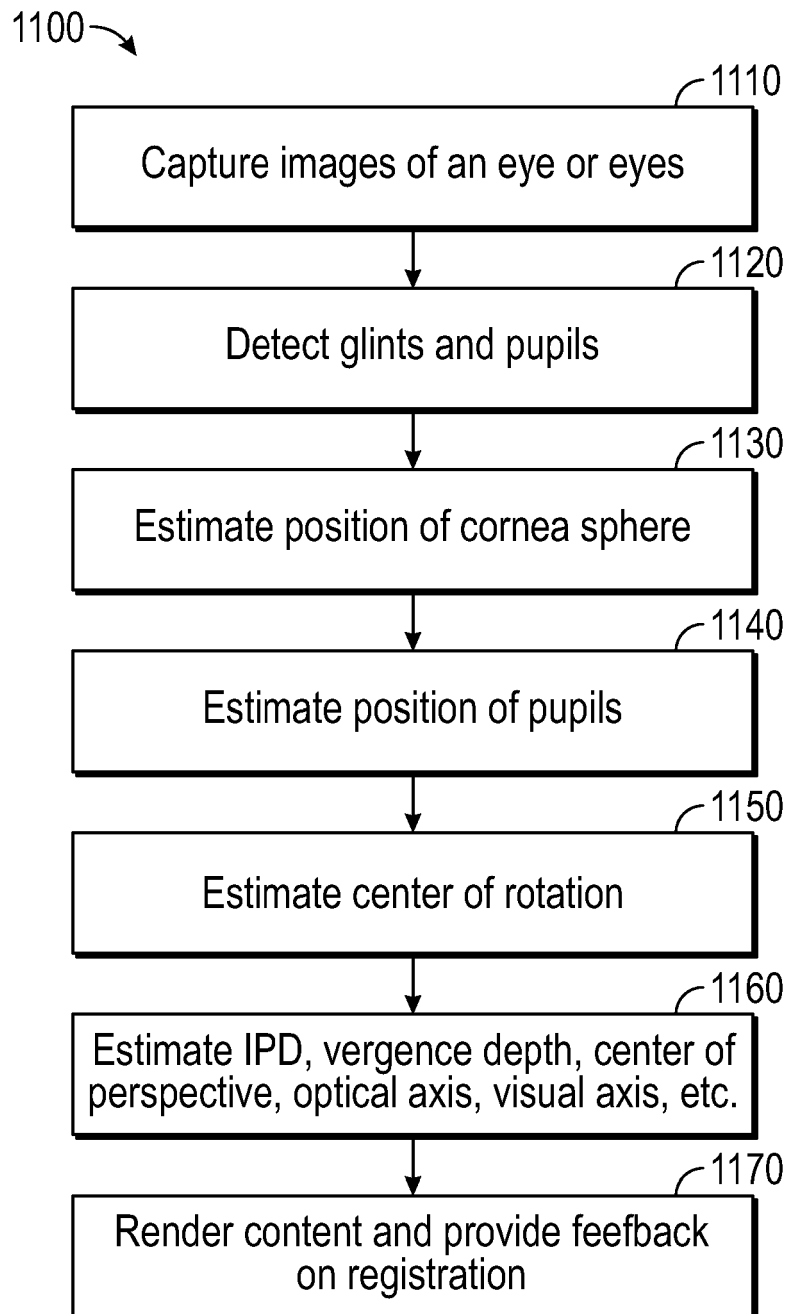 1100
1110
Capture images of an eye or eyes
1120
Detect glints and pupils
1130
Estimate position of cornea sphere
1140
Estimate position of pupils
1150
Estimate center of rotation
1160
Estimate IPD, vergence depth, center of
perspective, optical axis, visual axis, etc.
1170
Render content and provide feefback
on registration